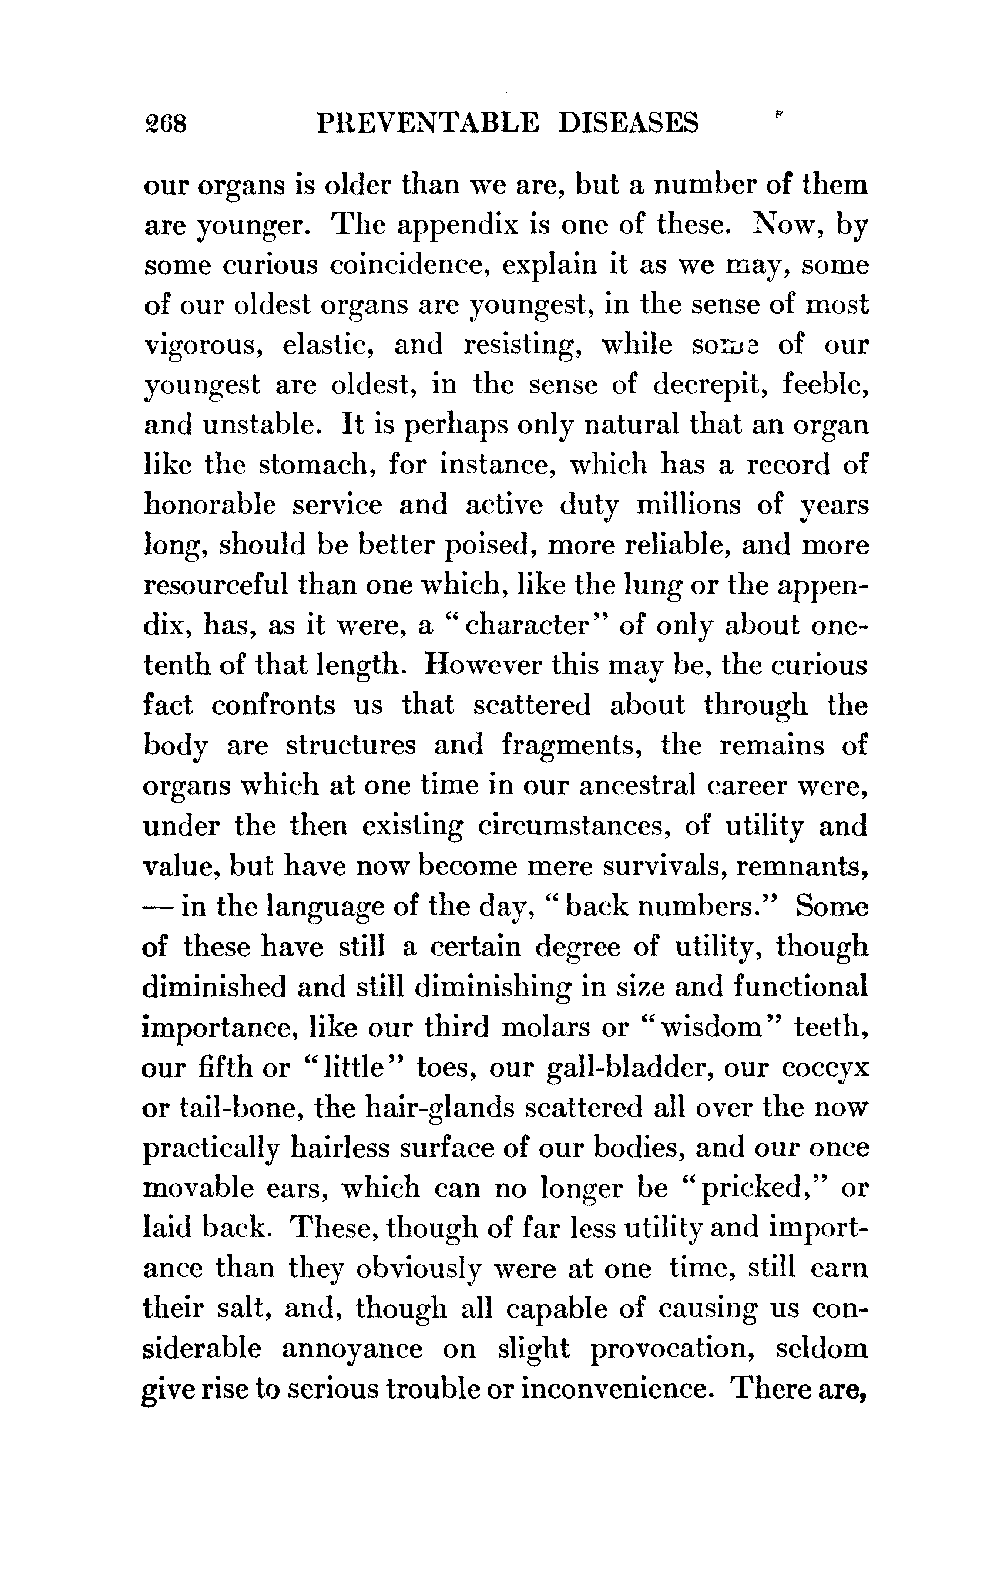 268 PREVENTABLE DISEASES
our organs is older than we are, but a number of them
are younger. The appendix is one of these. Now, by
some curious coincidence, explain it as we may, some
of our oldest organs are youngest, in the sense of most
vigorous, elastic, and resisting, while some of our
youngest are oldest, in the sense of decrepit, feeble,
and unstable. It is perhaps only natural that an organ
like the stomach, for instance, which has a record of
honorable service and active duty millions of years
long, should be better poised, more reliable, and more
resourceful than one which, like the lung or the appen-
dix, has, as it were, a "character" of only about one-
tenth of that length. However this may be, the curious
fact confronts us that scattered about through the
body are structures and fragments, the remains of
organs which at one time in our ancestral career were,
under the then existing circumstances, of utility and
value, but have now become mere survivals, remnants,
— in the language of the day, "back numbers." Some
of these have still a certain degree of utility, though
diminished and still diminishing in size and functional
importance, like our third molars or "wisdom" teeth,
our fifth or "little" toes, our gall-bladder, our coccyx
or tail-bone, the hair-glands scattered all over the now
practically hairless surface of our bodies, and our once
movable ears, which can no longer be "pricked," or
laid back. These, though of far less utility and import-
ance than they obviously were at one time, still earn
their salt, and, though all capable of causing us con-
siderable annoyance on slight provocation, seldom
give rise to serious trouble or inconvenience. There are,